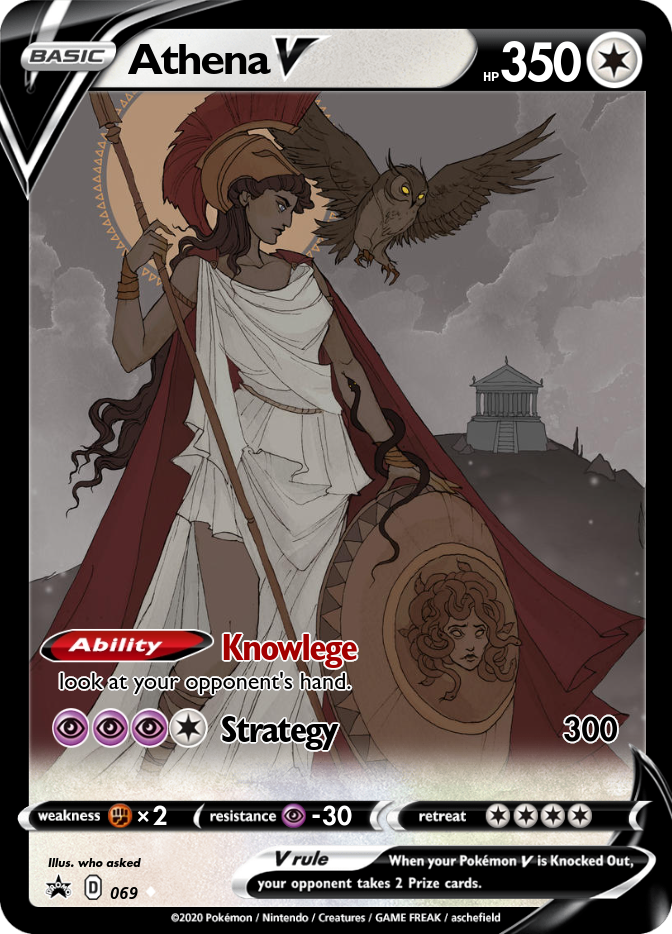 BASIC Athena V HP 350
Ability Knowlege
look at your opponent's hand.
Strategy 300
weakness ×2 resistance -30 retreat
Illus. who asked
V rule When your Pokémon V is Knocked Out,
your opponent takes 2 Prize cards.
D 069
©2020 Pokémon / Nintendo / Creatures / GAME FREAK / aschefield